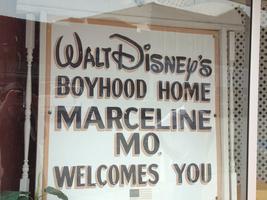 WALT DISNEY'S
BOYHOOD HOME
MARCELINE
MO.
WELCOMES YOU